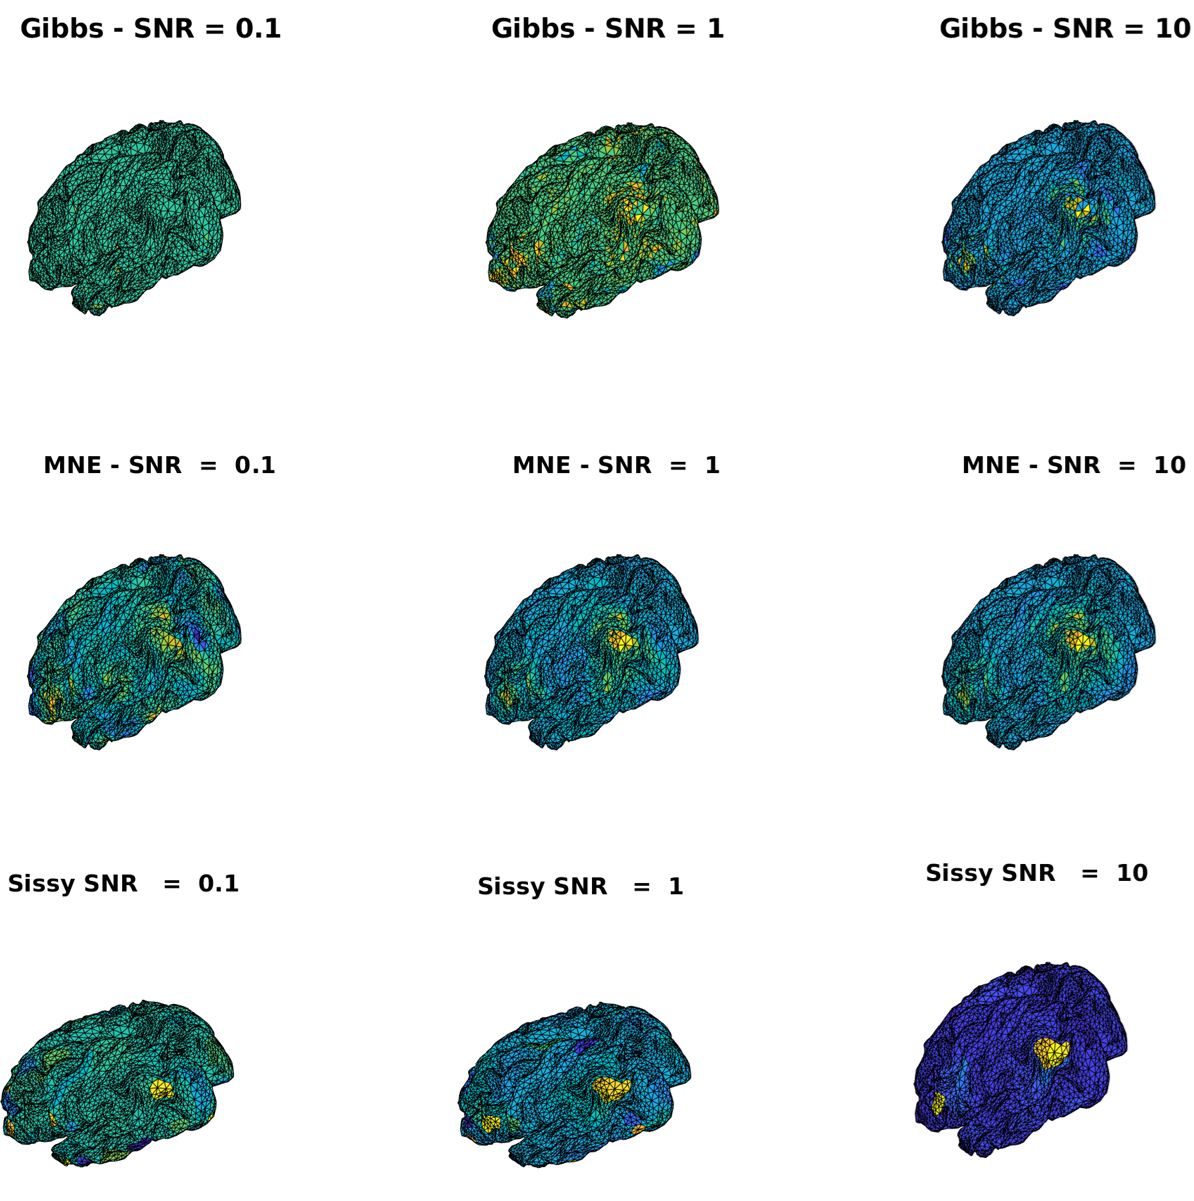 Gibbs - SNR = 0.1
Gibbs - SNR = 1
Gibbs - SNR = 10
MNE - SNR = 0.1
MNE - SNR = 1
MNE - SNR = 10
Sissy SNR = 0.1
Sissy SNR = 1
Sissy SNR = 10